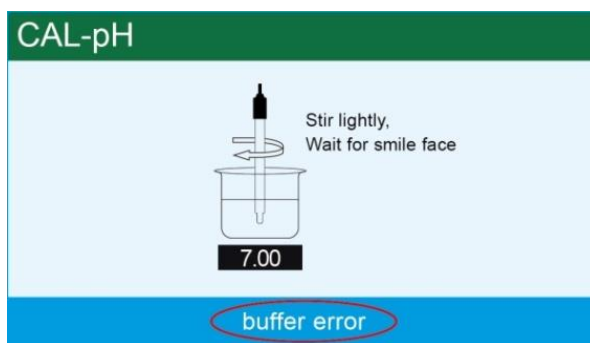 CAL-pH
Stir lightly,
Wait for smile face
7.00
buffer error